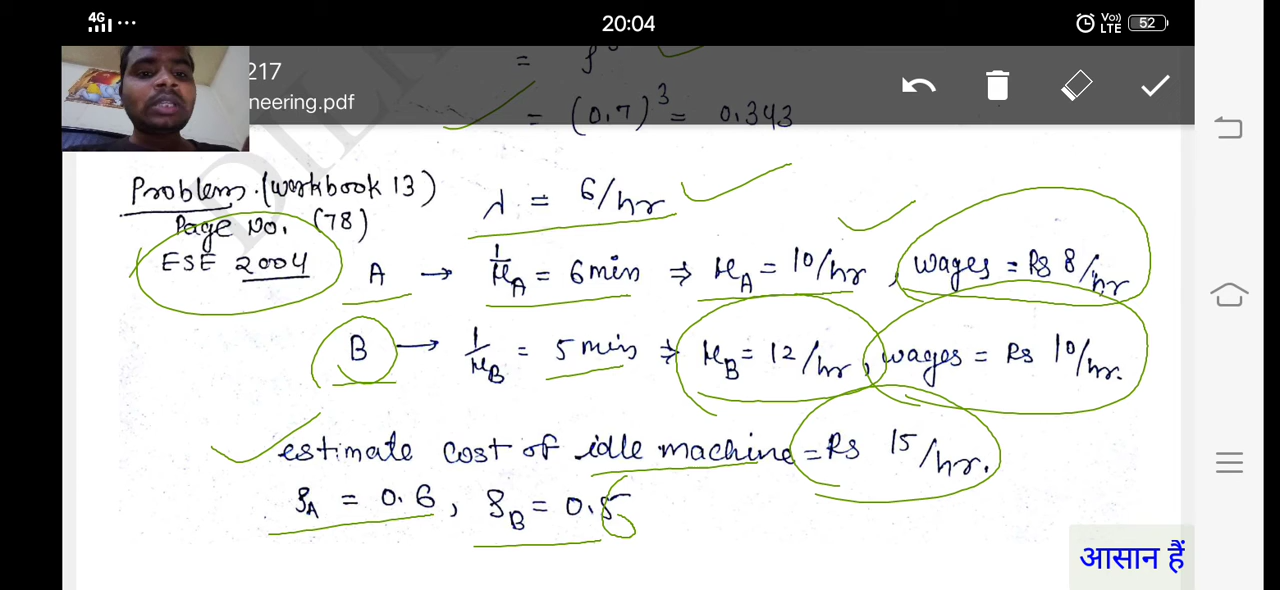 4G ... 20:04 Vo)) LTE 52
217
neering.pdf
= ρ
= (0.7)³ = 0.343
Problem. (workbook 13)
Page No. (78)
ESE 2004
λ = 6/hr
A → 1/μA = 6 min ⇒ μA = 10/hr, wages = Rs 8/hr
B → 1/μB = 5 min ⇒ μB = 12/hr, wages = Rs 10/hr.
estimate cost of idle machine = Rs 15/hr.
ρA = 0.6, ρB = 0.5
आसान हैं